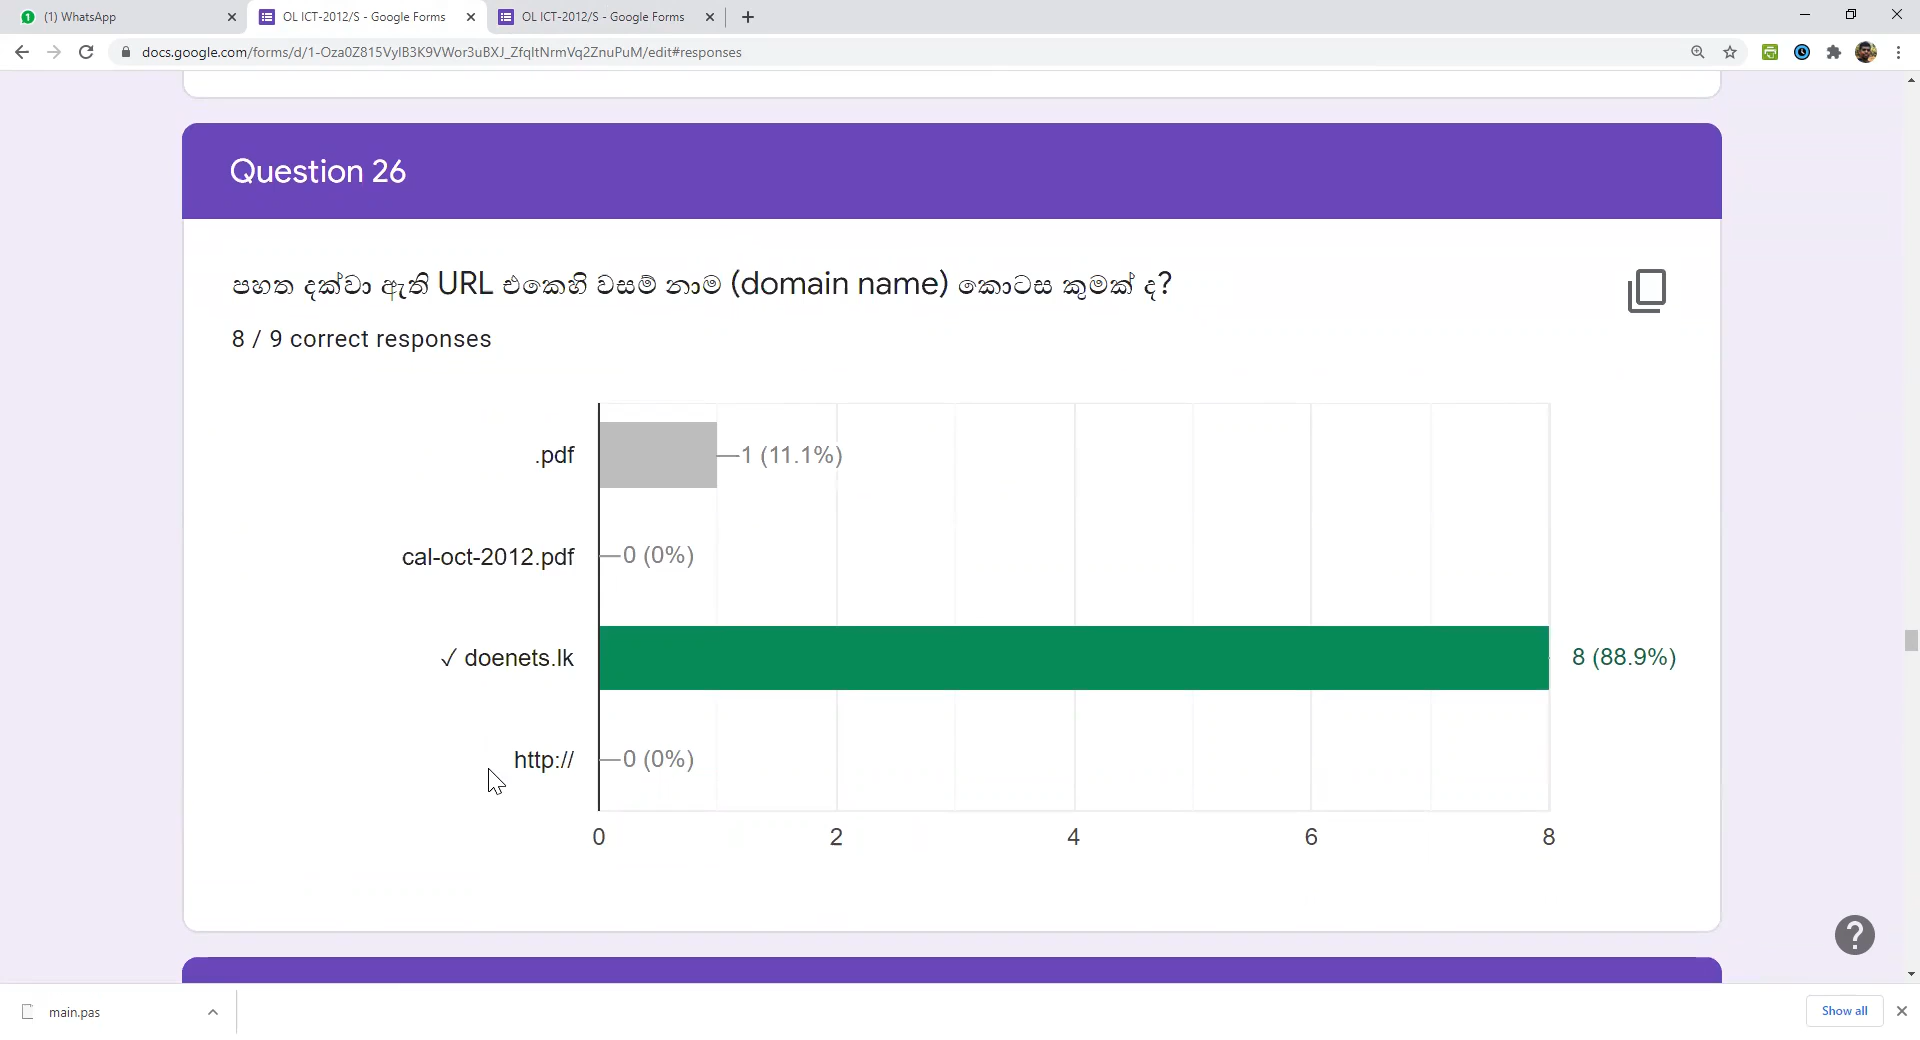 (1) WhatsApp
OL ICT-2012/S - Google Forms
OL ICT-2012/S - Google Forms
docs.google.com/forms/d/1-Oza0Z815VylB3K9VWor3uBXJ_ZfqItNrmVq2ZnuPuM/edit#responses
Question 26
පහත දක්වා ඇති URL එකෙහි වසම් නාම (domain name) කොටස කුමක් ද?
8 / 9 correct responses
.pdf
1 (11.1%)
cal-oct-2012.pdf
0 (0%)
✓ doenets.lk
8 (88.9%)
http://
0 (0%)
0 2 4 6 8
main.pas
Show all